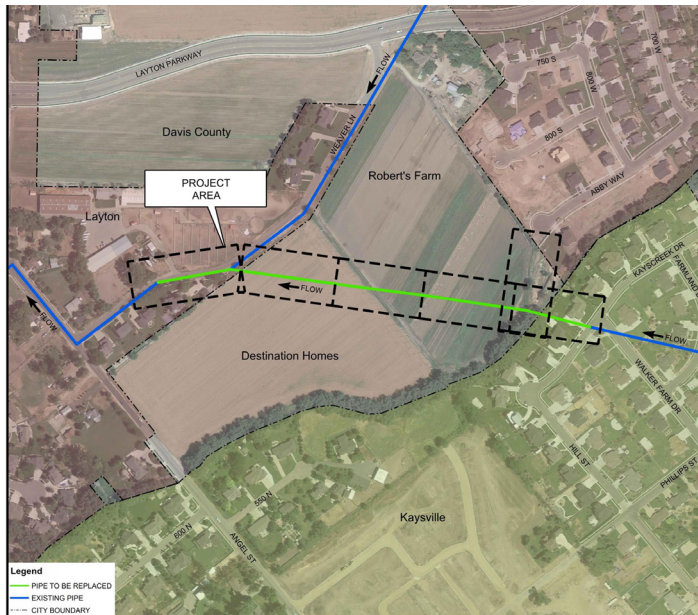 750 S
700 W
800 W
LAYTON PARKWAY
FLOW
800 S
Davis County
WEAVER LN
ABBY WAY
Robert's Farm
PROJECT
AREA
Layton
KAYSCREEK DR
FARMLAND
FLOW
FLOW
FLOW
Destination Homes
WALKER FARM DR
HILL ST
PHILLIPS ST
550 N
Kaysville
600 N
ANGEL ST
Legend
PIPE TO BE REPLACED
EXISTING PIPE
CITY BOUNDARY